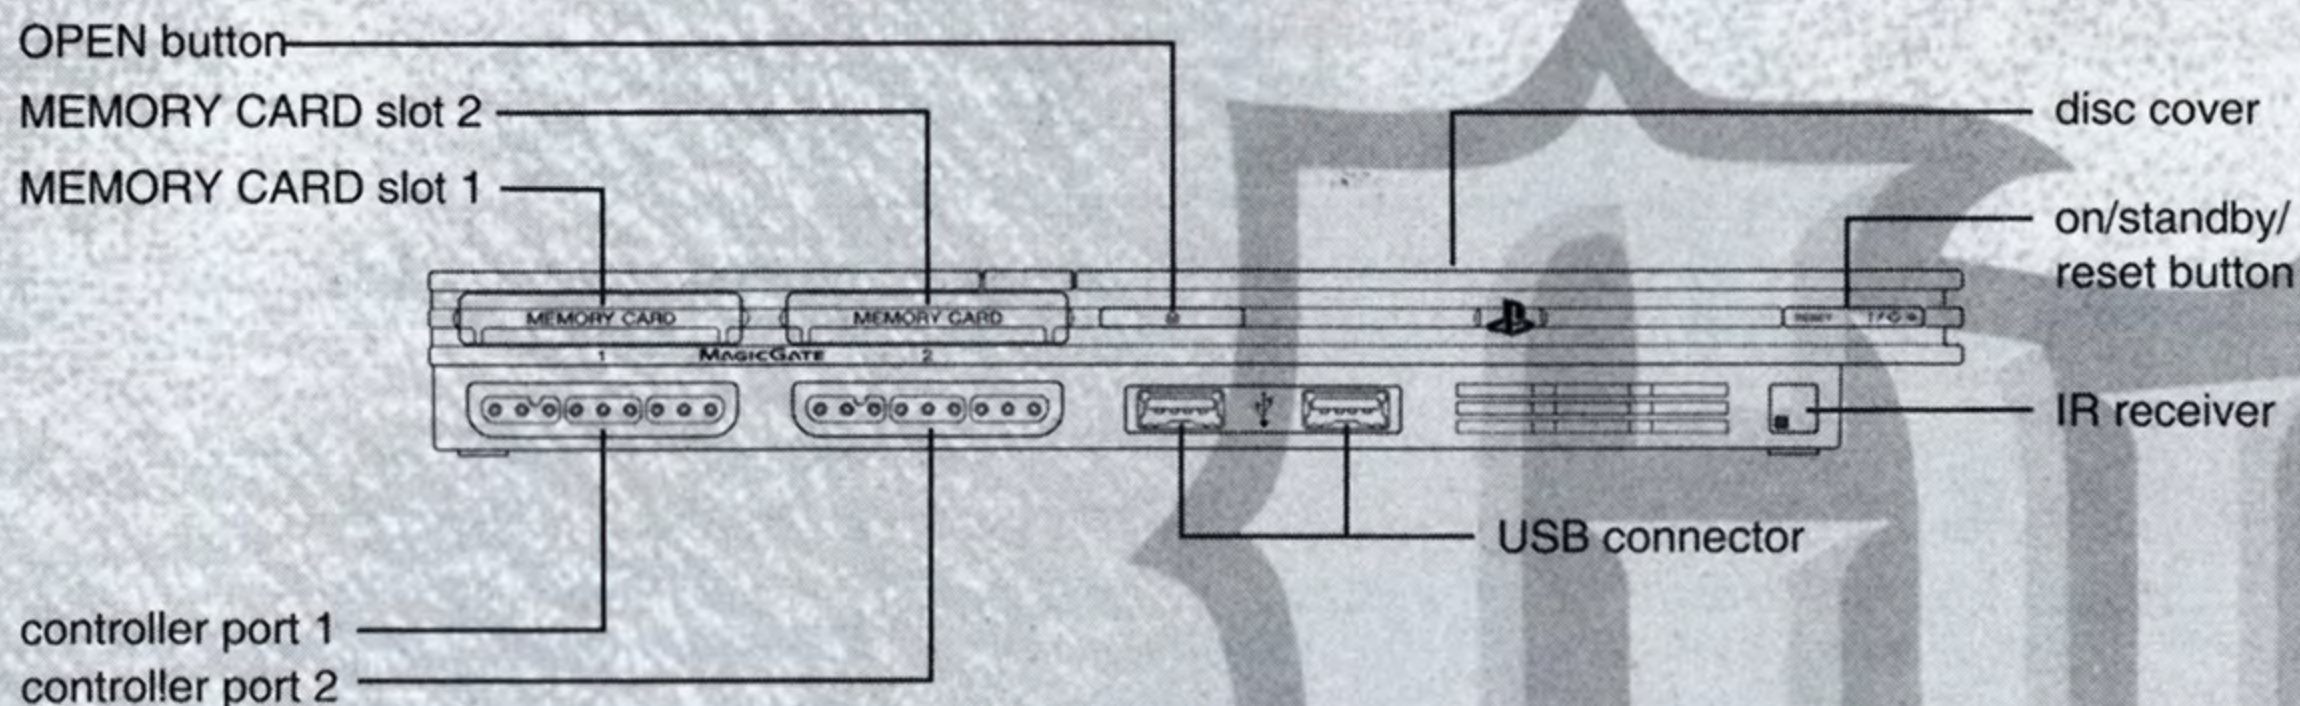 OPEN button
MEMORY CARD slot 2
MEMORY CARD slot 1
disc cover
on/standby/
reset button
MEMORY CARD
MEMORY CARD
RESET
1
MAGICGATE
2
IR receiver
USB connector
controller port 1
controller port 2